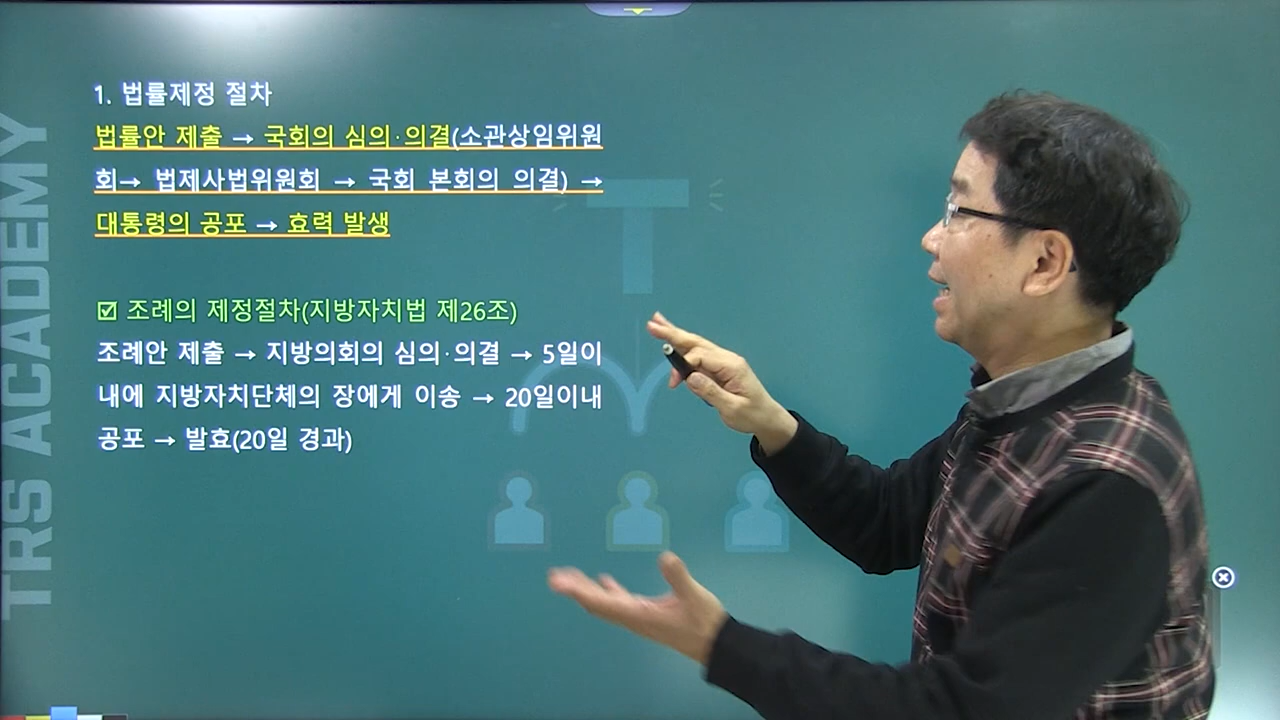 1. 법률제정 절차
법률안 제출 → 국회의 심의·의결(소관상임위원
회→ 법제사법위원회 → 국회 본회의 의결) →
대통령의 공포 → 효력 발생
☑ 조례의 제정절차(지방자치법 제26조)
조례안 제출 → 지방의회의 심의·의결 → 5일이
내에 지방자치단체의 장에게 이송 → 20일이내
공포 → 발효(20일 경과)
TRS ACADEMY